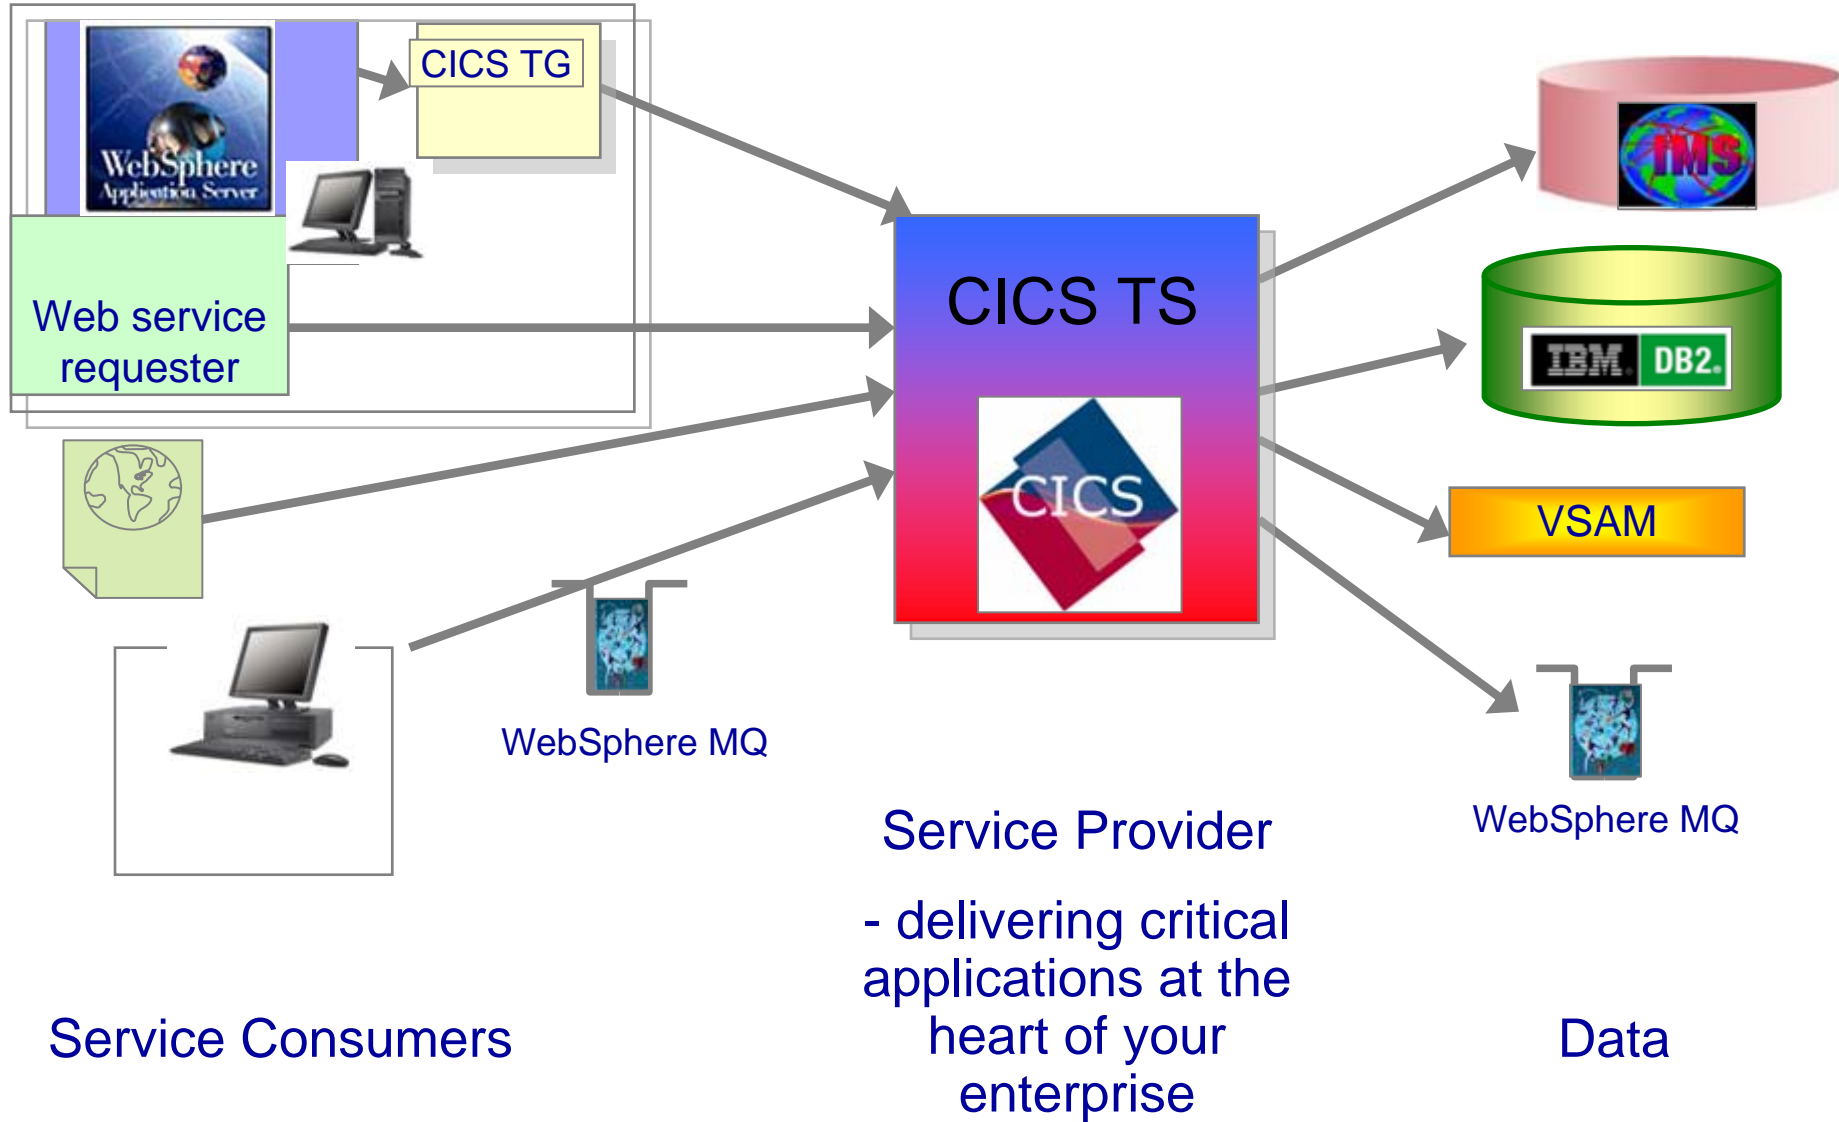 WebSphere
Application Server
CICS TG
Web service
requester
WebSphere MQ
CICS TS
CICS
IMS
IBM. DB2.
VSAM
WebSphere MQ
Service Consumers
Service Provider
- delivering critical
applications at the
heart of your
enterprise
Data